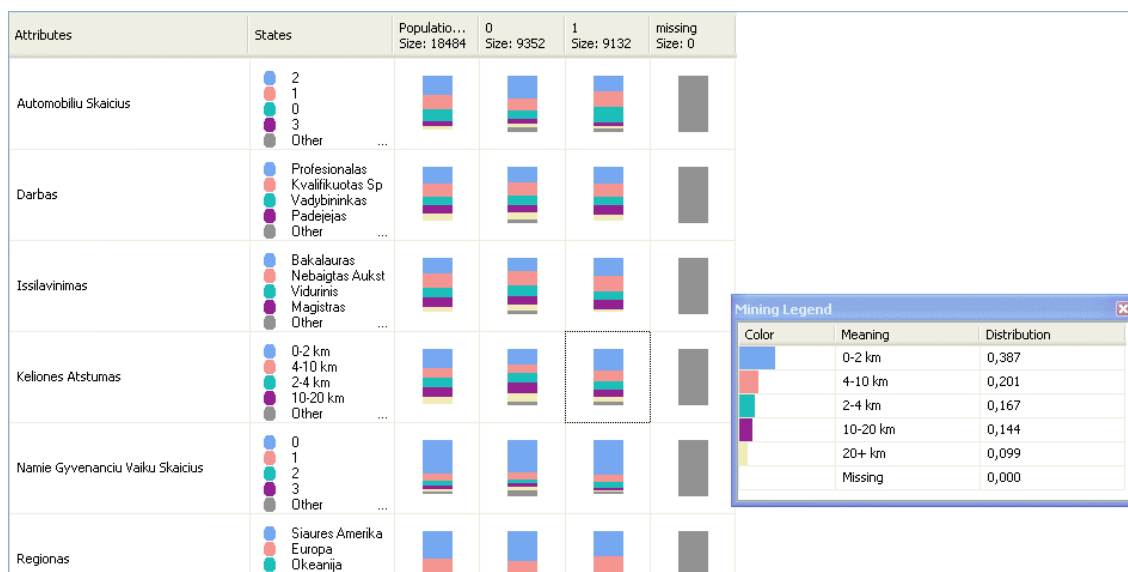 Attributes States Populatio... Size: 18484 0 Size: 9352 1 Size: 9132 missing Size: 0
Automobiliu Skaicius
2
1
0
3
Other ...
Darbas
Profesionalas
Kvalifikuotas Sp
Vadybininkas
Padejejas
Other ...
Issilavinimas
Bakalauras
Nebaigtas Aukst
Vidurinis
Magistras
Other ...
Keliones Atstumas
0-2 km
4-10 km
2-4 km
10-20 km
Other ...
Namie Gyvenanciu Vaiku Skaicius
0
1
2
3
Other ...
Regionas
Siaures Amerika
Europa
Okeanija
Mining Legend
Color Meaning Distribution
0-2 km 0,387
4-10 km 0,201
2-4 km 0,167
10-20 km 0,144
20+ km 0,099
Missing 0,000